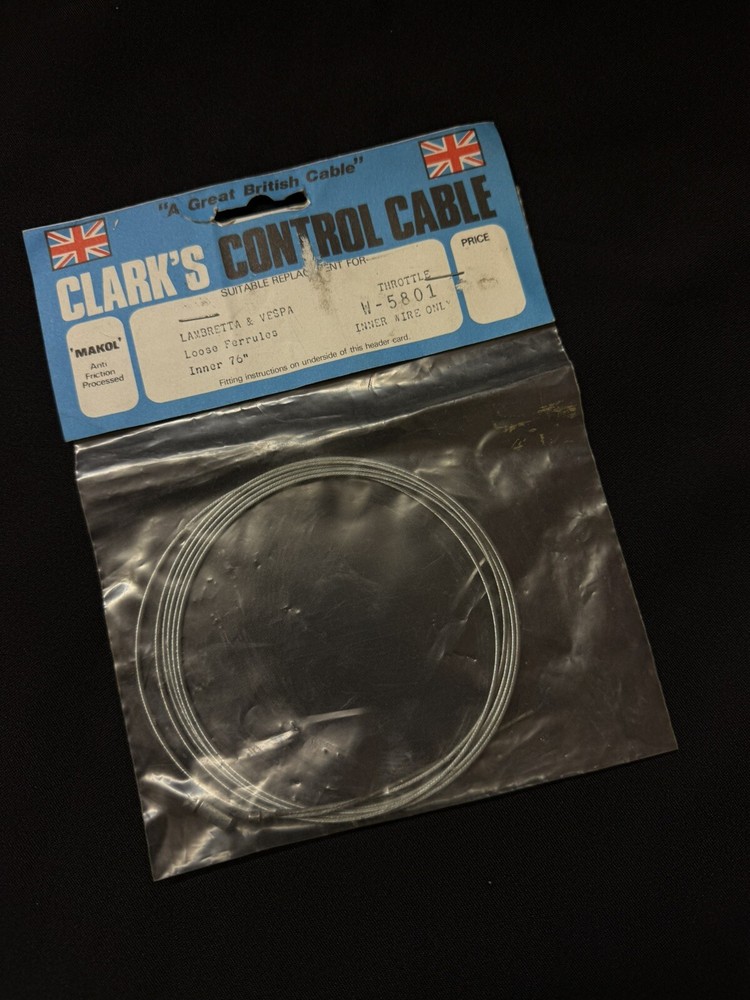 "A Great British Cable"
CLARK'S CONTROL CABLE
SUITABLE REPLACEMENT FOR
PRICE
'MAKOL'
Anti
Friction
Processed
LAMBRETTA & VESPA
Loose Ferrules
Inner 76"
THROTTLE
W-5801
INNER WIRE ONLY
Fitting instructions on underside of this header card.